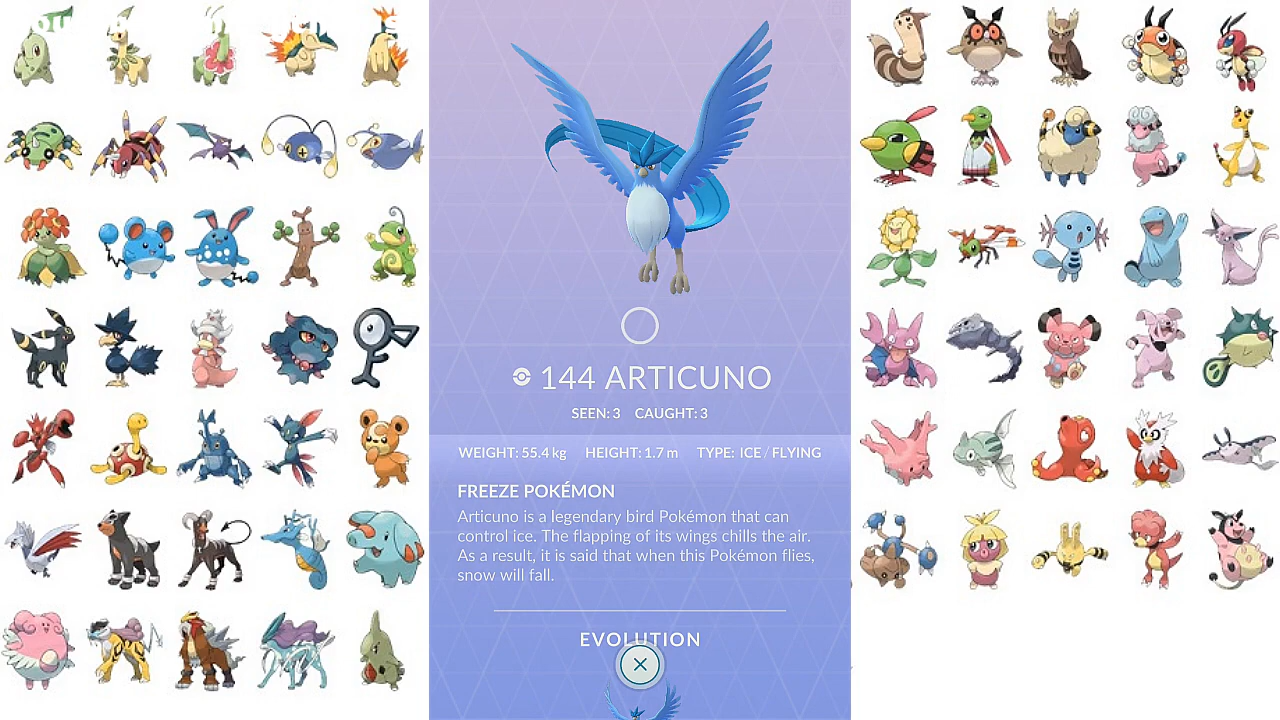 144 ARTICUNO
SEEN: 3 CAUGHT: 3
WEIGHT: 55.4 kg HEIGHT: 1.7 m TYPE: ICE / FLYING
FREEZE POKÉMON
Articuno is a legendary bird Pokémon that can
control ice. The flapping of its wings chills the air.
As a result, it is said that when this Pokémon flies,
snow will fall.
EVOLUTION